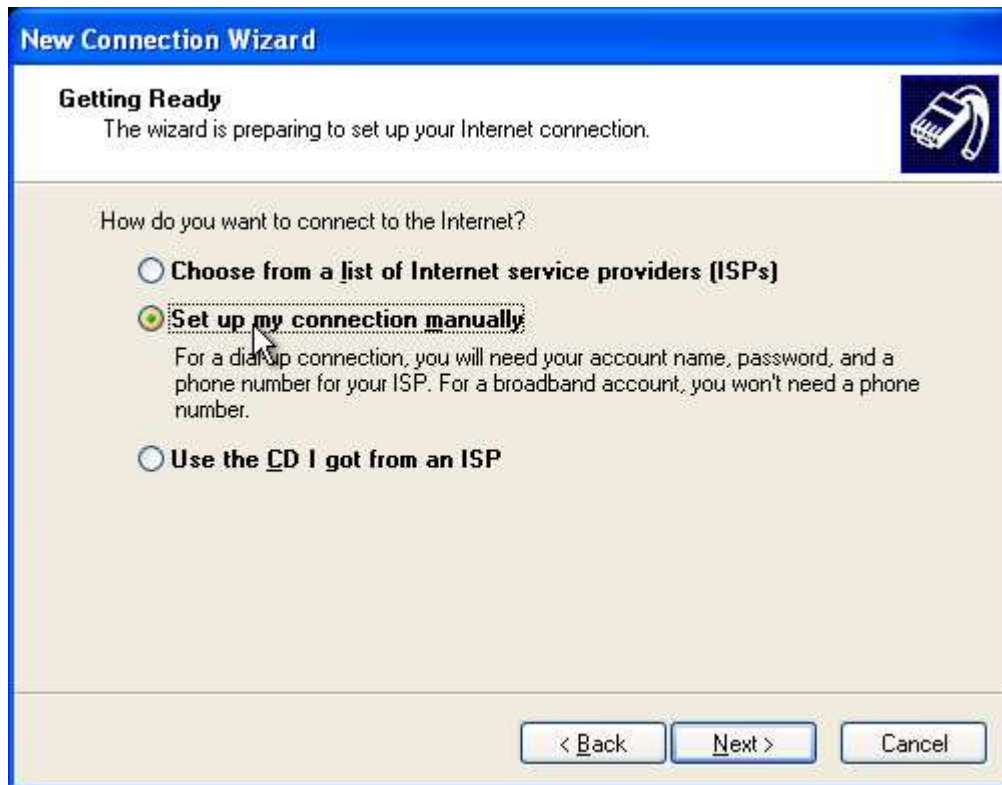 New Connection Wizard
Getting Ready
The wizard is preparing to set up your Internet connection.
How do you want to connect to the Internet?
Choose from a list of Internet service providers (ISPs)
Set up my connection manually
For a dial-up connection, you will need your account name, password, and a
phone number for your ISP. For a broadband account, you won't need a phone
number.
Use the CD I got from an ISP
< Back Next > Cancel